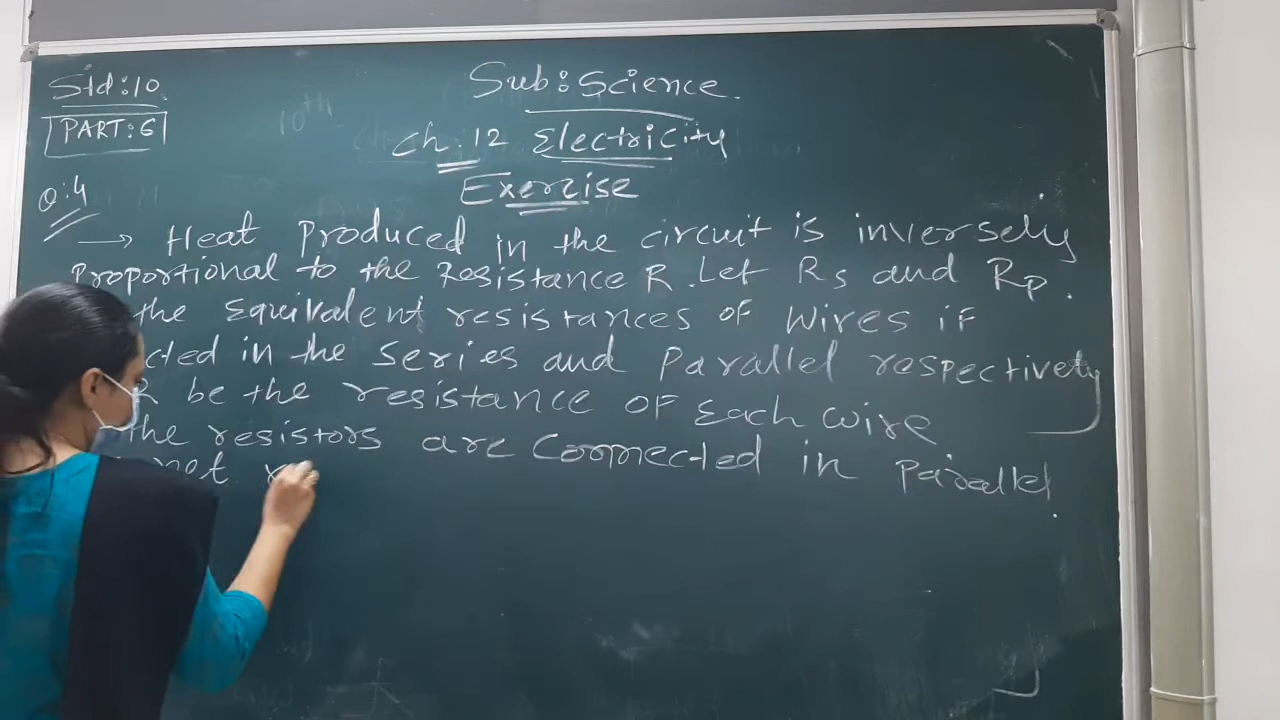 Std:10
PART:6
Sub:Science.
Ch.12 Electricity
Exercise
Q:4
→ Heat produced in the circuit is inversely
proportional to the Resistance R. Let Rs and Rp.
the equivalent resistances of wires if
cted in the series and parallel respectively
R be the resistance of each wire
the resistors are connected in parallel
net